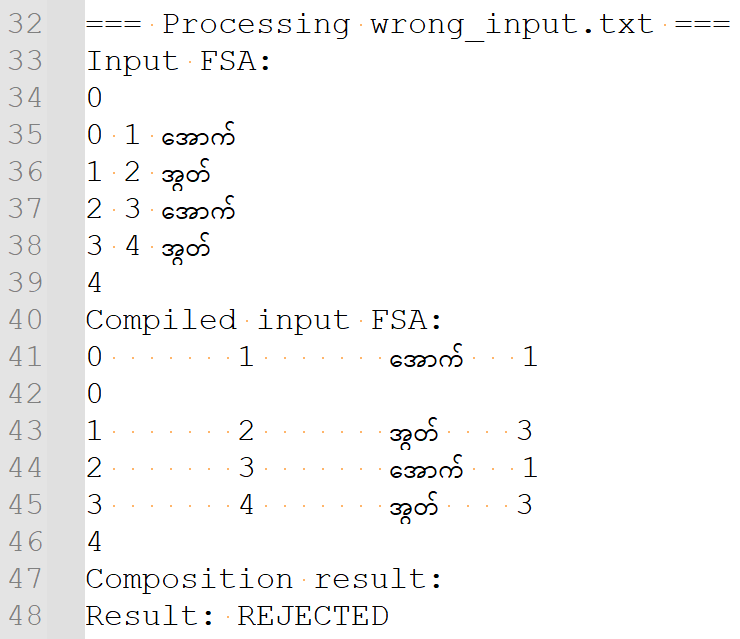 32 === Processing wrong_input.txt ===
33 Input FSA:
34 0
35 0 1 အောက်
36 1 2 အွတ်
37 2 3 အောက်
38 3 4 အွတ်
39 4
40 Compiled input FSA:
41 0       1       အောက်   1
42 0
43 1       2       အွတ်    3
44 2       3       အောက်   1
45 3       4       အွတ်    3
46 4
47 Composition result:
48 Result: REJECTED